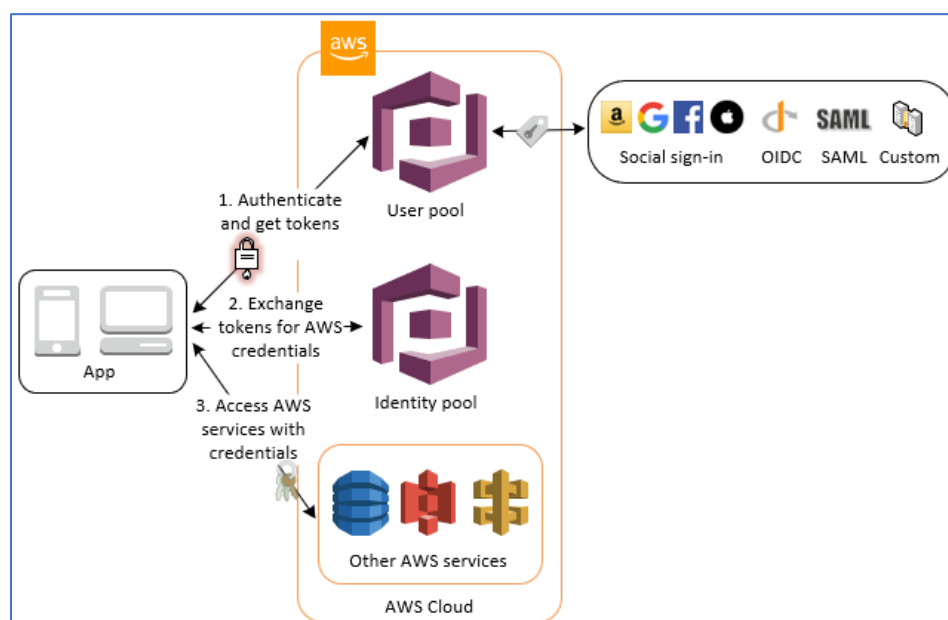 aws
1. Authenticate
and get tokens
User pool
a
G
f
SAML
Social sign-in
OIDC
SAML
Custom
2. Exchange
tokens for AWS
credentials
App
Identity pool
3. Access AWS
services with
credentials
Other AWS services
AWS Cloud